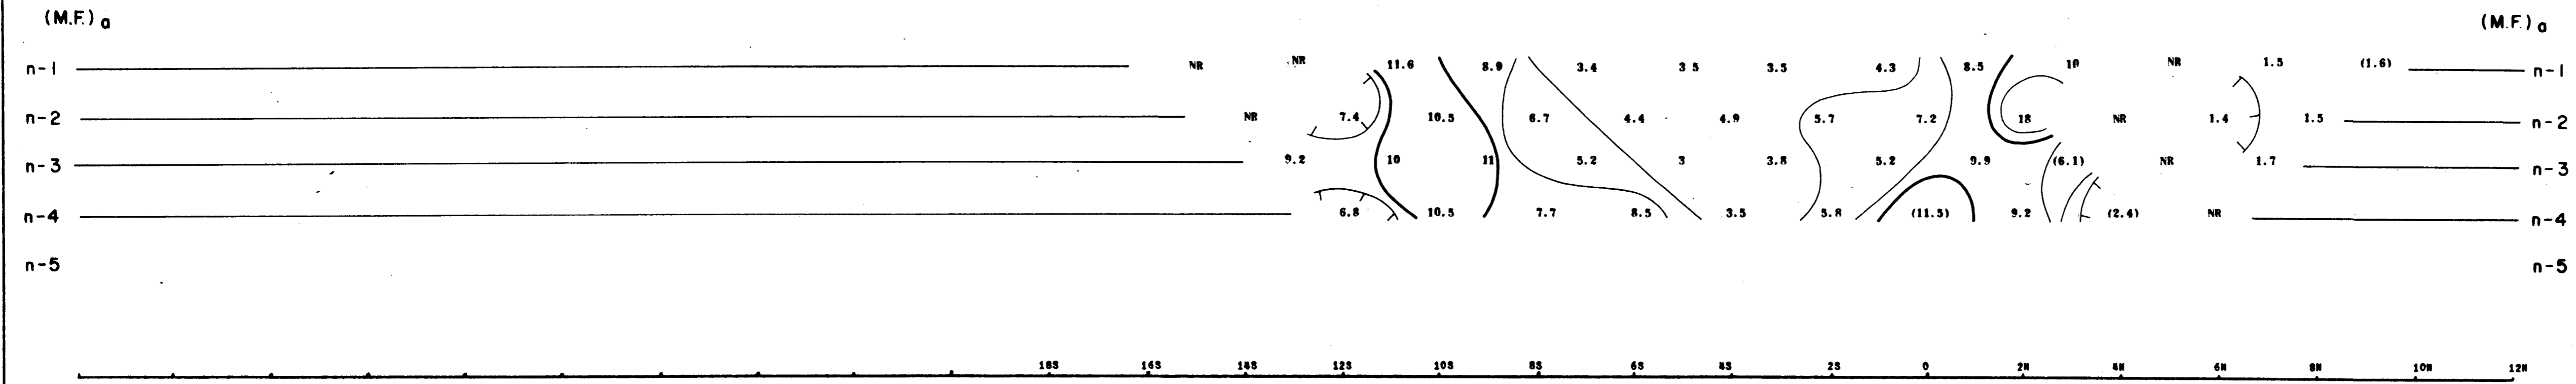 (M.F.) a (M.F.) a
n-1 NR NR 11.6 8.9 3.4 3.5 3.5 4.3 8.5 10 NR 1.5 (1.6) n-1
n-2 NR 7.4 10.5 6.7 4.4 4.9 5.7 7.2 18 NR 1.4 1.5 n-2
n-3 9.2 10 11 5.2 3 3.8 5.2 9.9 (6.1) NR 1.7 n-3
n-4 6.8 10.5 7.7 8.5 3.5 5.8 (11.5) 9.2 (2.4) NR n-4
n-5 n-5
18S 16S 14S 12S 10S 8S 6S 4S 2S 0 2N 4N 6N 8N 10N 12N